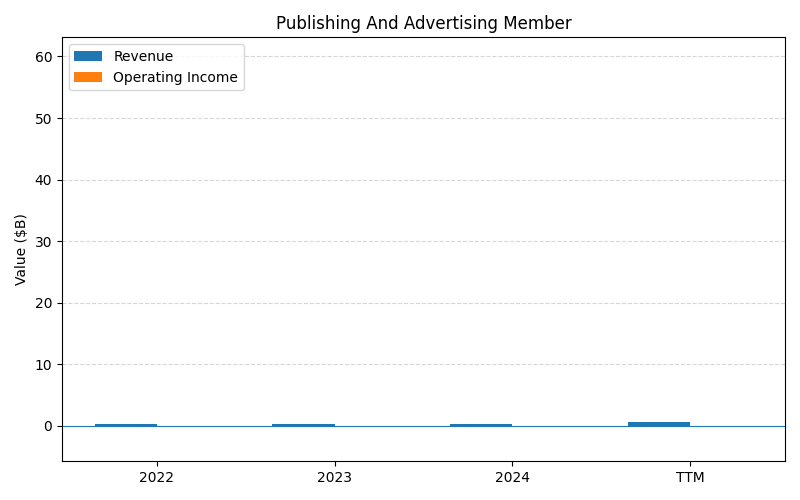 Publishing And Advertising Member
Revenue
Operating Income
Value ($B)
60
50
40
30
20
10
0
2022 2023 2024 TTM